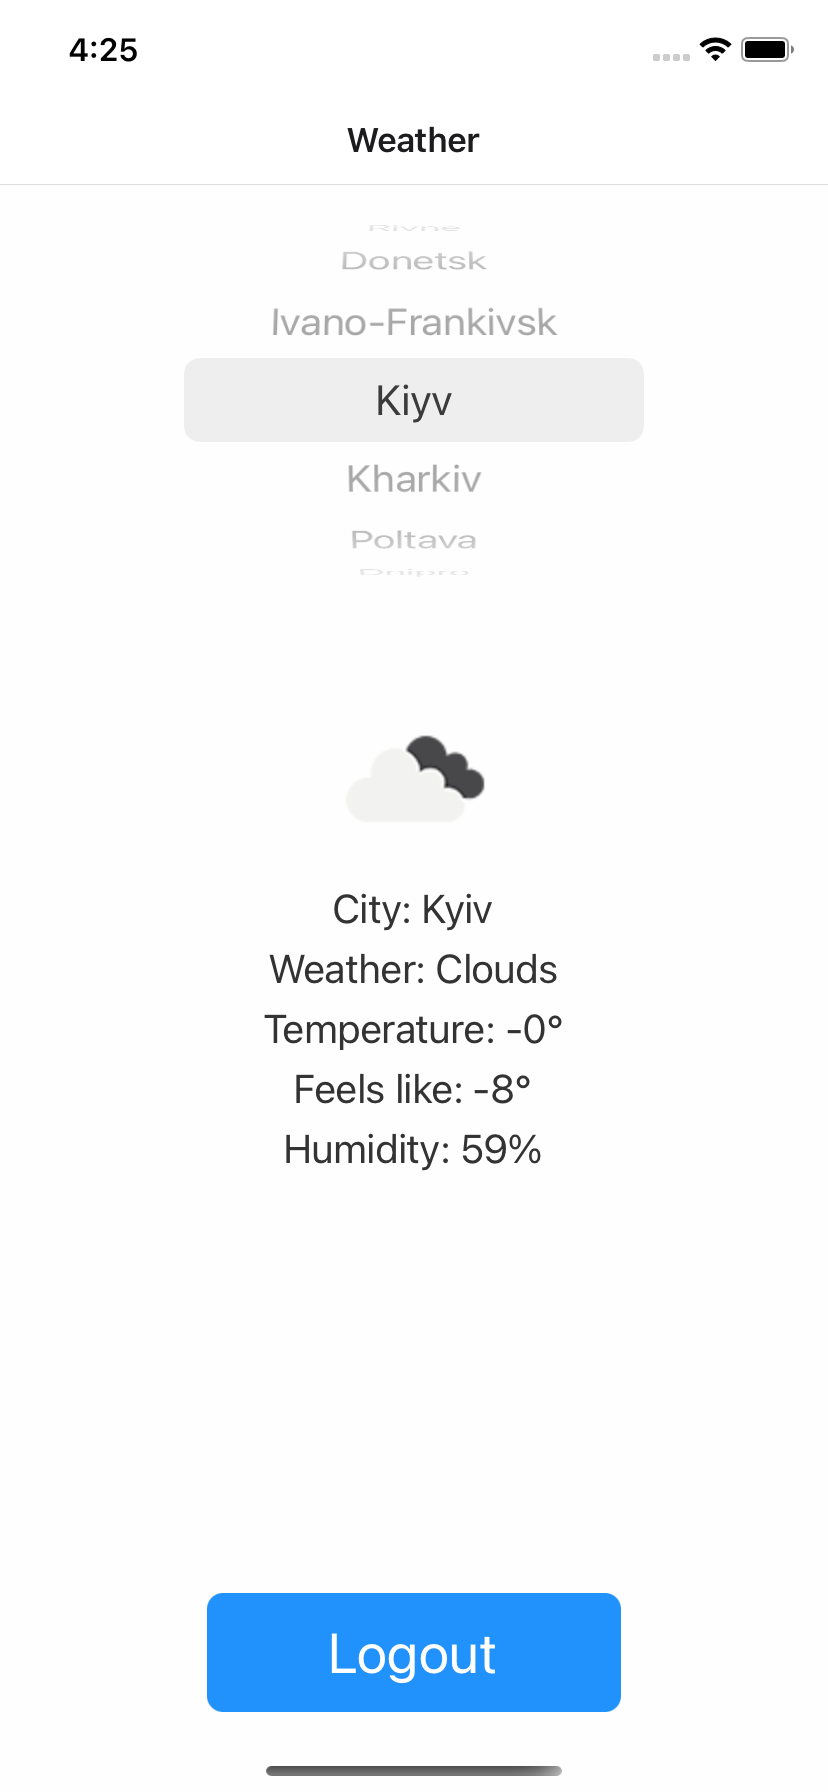 4:25
Weather
Rivne
Donetsk
Ivano-Frankivsk
Kiyv
Kharkiv
Poltava
Dnipro
City: Kyiv
Weather: Clouds
Temperature: -0°
Feels like: -8°
Humidity: 59%
Logout